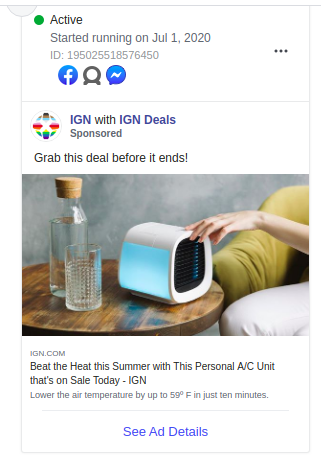 Active
Started running on Jul 1, 2020
ID: 195025518576450
IGN with IGN Deals
Sponsored
Grab this deal before it ends!
IGN.COM
Beat the Heat this Summer with This Personal A/C Unit
that's on Sale Today - IGN
Lower the air temperature by up to 59º F in just ten minutes.
See Ad Details